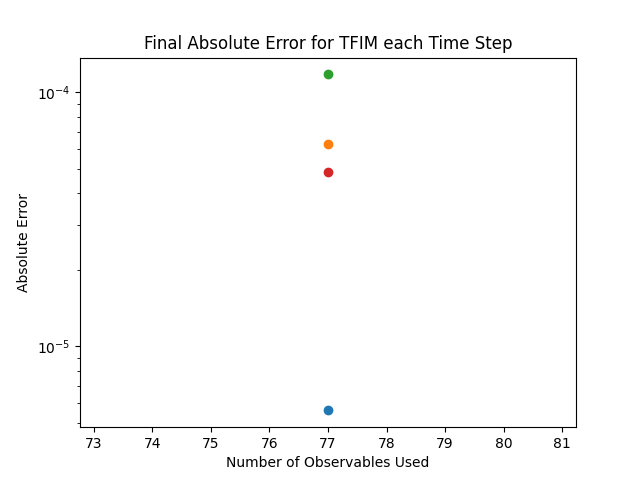 Final Absolute Error for TFIM each Time Step
10⁻⁴
10⁻⁵
Absolute Error
73 74 75 76 77 78 79 80 81
Number of Observables Used